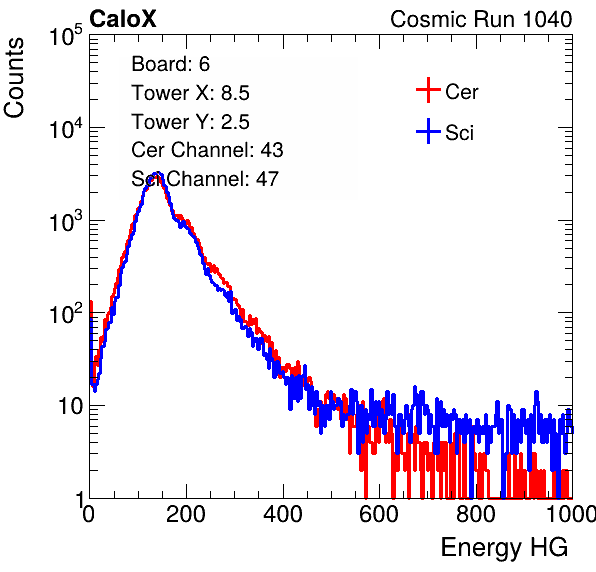 CaloX Cosmic Run 1040
Counts
Board: 6
Tower X: 8.5
Tower Y: 2.5
Cer Channel: 43
Sci Channel: 47
Cer
Sci
10^5
10^4
10^3
10^2
10
1
0 200 400 600 800 1000
Energy HG